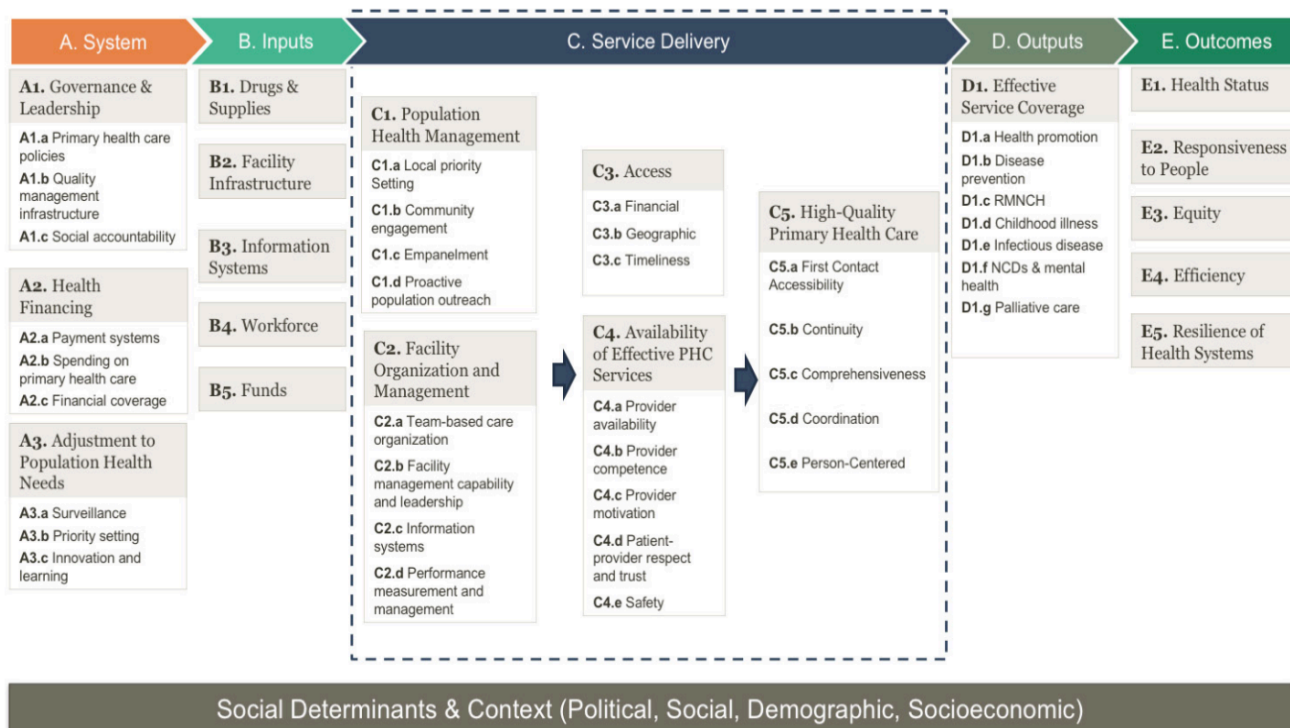 A. System
B. Inputs
C. Service Delivery
D. Outputs
E. Outcomes
A1. Governance &
Leadership
A1.a Primary health care
policies
A1.b Quality
management
infrastructure
A1.c Social accountability
A2. Health
Financing
A2.a Payment systems
A2.b Spending on
primary health care
A2.c Financial coverage
A3. Adjustment to
Population Health
Needs
A3.a Surveillance
A3.b Priority setting
A3.c Innovation and
learning
B1. Drugs &
Supplies
B2. Facility
Infrastructure
B3. Information
Systems
B4. Workforce
B5. Funds
C1. Population
Health Management
C1.a Local priority
Setting
C1.b Community
engagement
C1.c Empanelment
C1.d Proactive
population outreach
C2. Facility
Organization and
Management
C2.a Team-based care
organization
C2.b Facility
management capability
and leadership
C2.c Information
systems
C2.d Performance
measurement and
management
C3. Access
C3.a Financial
C3.b Geographic
C3.c Timeliness
C4. Availability
of Effective PHC
Services
C4.a Provider
availability
C4.b Provider
competence
C4.c Provider
motivation
C4.d Patient-
provider respect
and trust
C4.e Safety
C5. High-Quality
Primary Health Care
C5.a First Contact
Accessibility
C5.b Continuity
C5.c Comprehensiveness
C5.d Coordination
C5.e Person-Centered
D1. Effective
Service Coverage
D1.a Health promotion
D1.b Disease
prevention
D1.c RMNCH
D1.d Childhood illness
D1.e Infectious disease
D1.f NCDs & mental
health
D1.g Palliative care
E1. Health Status
E2. Responsiveness
to People
E3. Equity
E4. Efficiency
E5. Resilience of
Health Systems
Social Determinants & Context (Political, Social, Demographic, Socioeconomic)